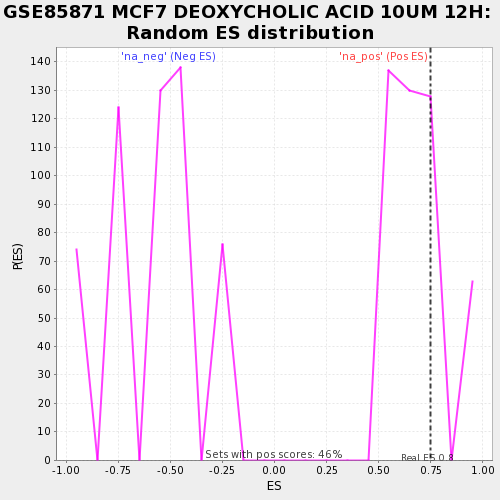 GSE85871 MCF7 DEOXYCHOLIC ACID 10UM 12H:
Random ES distribution
'na_neg' (Neg ES)
'na_pos' (Pos ES)
140
130
120
110
100
90
80
70
60
50
40
30
20
10
0
P(ES)
Sets with pos scores: 46%
Real ES 0.8
-1.00 -0.75 -0.50 -0.25 0.00 0.25 0.50 0.75 1.00
ES